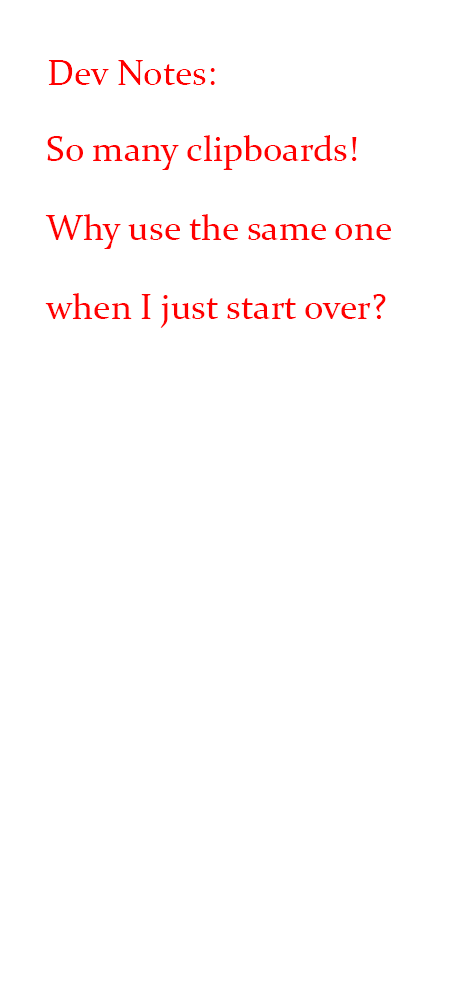 Dev Notes:
So many clipboards!
Why use the same one
when I just start over?